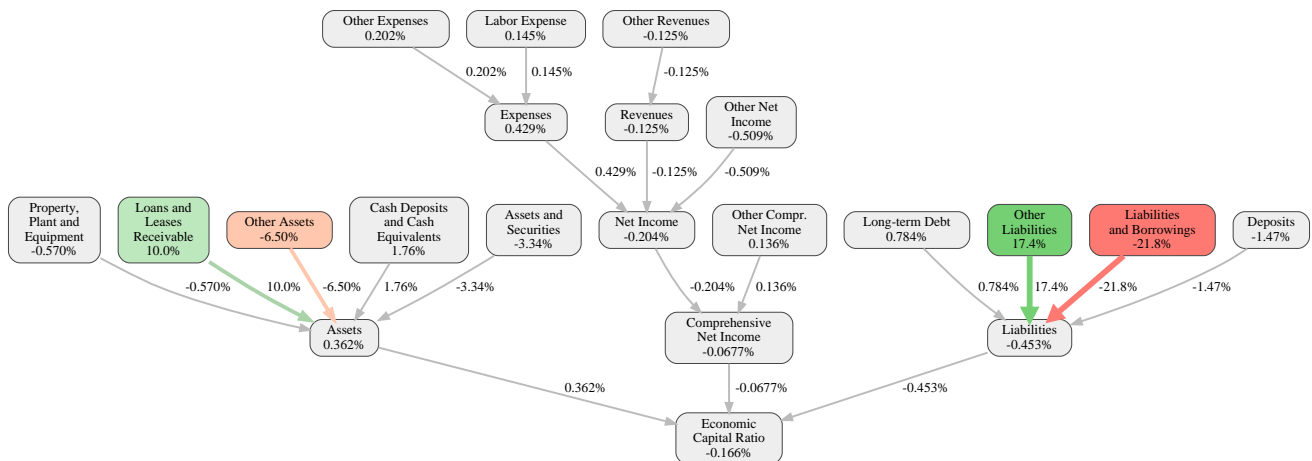 Other Expenses
0.202%
Labor Expense
0.145%
Other Revenues
-0.125%
0.202%
0.145%
-0.125%
Expenses
0.429%
Revenues
-0.125%
Other Net
Income
-0.509%
0.429%
-0.125%
-0.509%
Property,
Plant and
Equipment
-0.570%
Loans and
Leases
Receivable
10.0%
Other Assets
-6.50%
Cash Deposits
and Cash
Equivalents
1.76%
Assets and
Securities
-3.34%
Net Income
-0.204%
Other Compr.
Net Income
0.136%
Long-term Debt
0.784%
Other
Liabilities
17.4%
Liabilities
and Borrowings
-21.8%
Deposits
-1.47%
-0.570%
10.0%
-6.50%
1.76%
-3.34%
-0.204%
0.136%
0.784%
17.4%
-21.8%
-1.47%
Assets
0.362%
Comprehensive
Net Income
-0.0677%
Liabilities
-0.453%
0.362%
-0.0677%
-0.453%
Economic
Capital Ratio
-0.166%